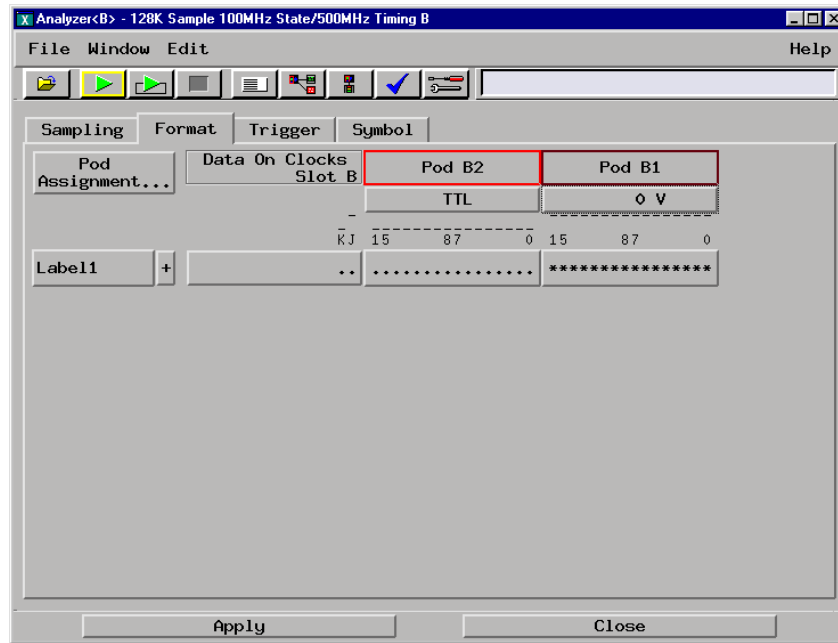 Analyzer<B> - 128K Sample 100MHz State/500MHz Timing B
File Window Edit Help
Sampling Format Trigger Symbol
Pod Assignment...
Data On Clocks
Slot B
Pod B2 Pod B1
TTL 0 V
KJ 15 87 0 15 87 0
Label1 + .. ................ ****************
Apply Close